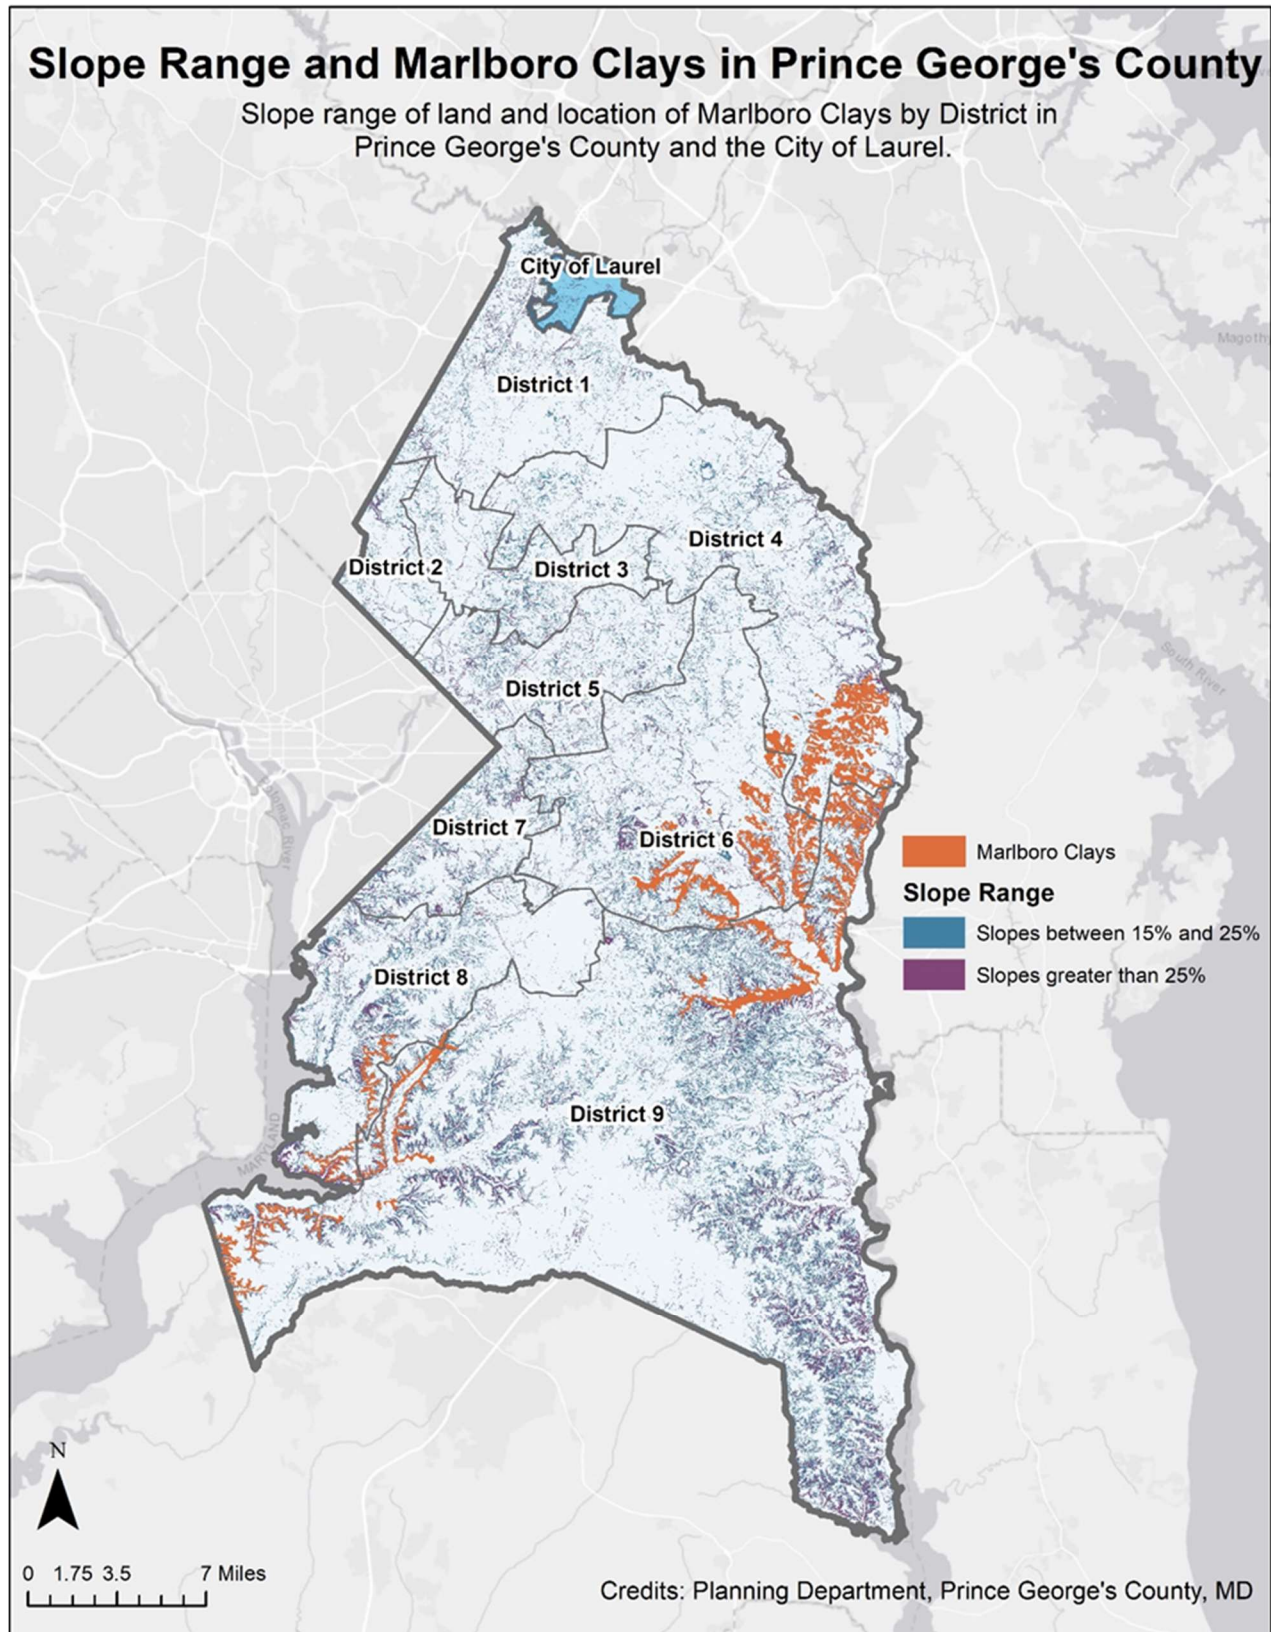 Slope Range and Marlboro Clays in Prince George's County
Slope range of land and location of Marlboro Clays by District in
Prince George's County and the City of Laurel.
City of Laurel
District 1
Magothy
District 4
District 2
District 3
South River
District 5
District 7
District 6
Marlboro Clays
Slope Range
Slopes between 15% and 25%
Slopes greater than 25%
District 8
District 9
MARYLAND
N
0 1.75 3.5 7 Miles
Credits: Planning Department, Prince George's County, MD